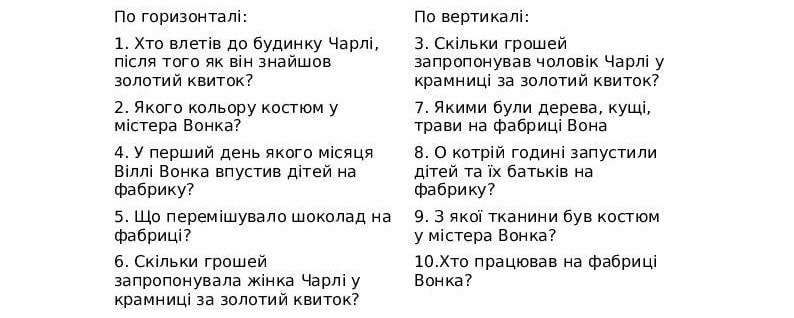 По горизонталі:
1. Хто влетів до будинку Чарлі,
після того як він знайшов
золотий квиток?
2. Якого кольору костюм у
містера Вонка?
4. У перший день якого місяця
Віллі Вонка впустив дітей на
фабрику?
5. Що перемішувало шоколад на
фабриці?
6. Скільки грошей
запропонувала жінка Чарлі у
крамниці за золотий квиток?
По вертикалі:
3. Скільки грошей
запропонував чоловік Чарлі у
крамниці за золотий квиток?
7. Якими були дерева, кущі,
трави на фабриці Вона
8. О котрій годині запустили
дітей та їх батьків на
фабрику?
9. З якої тканини був костюм
у містера Вонка?
10.Хто працював на фабриці
Вонка?